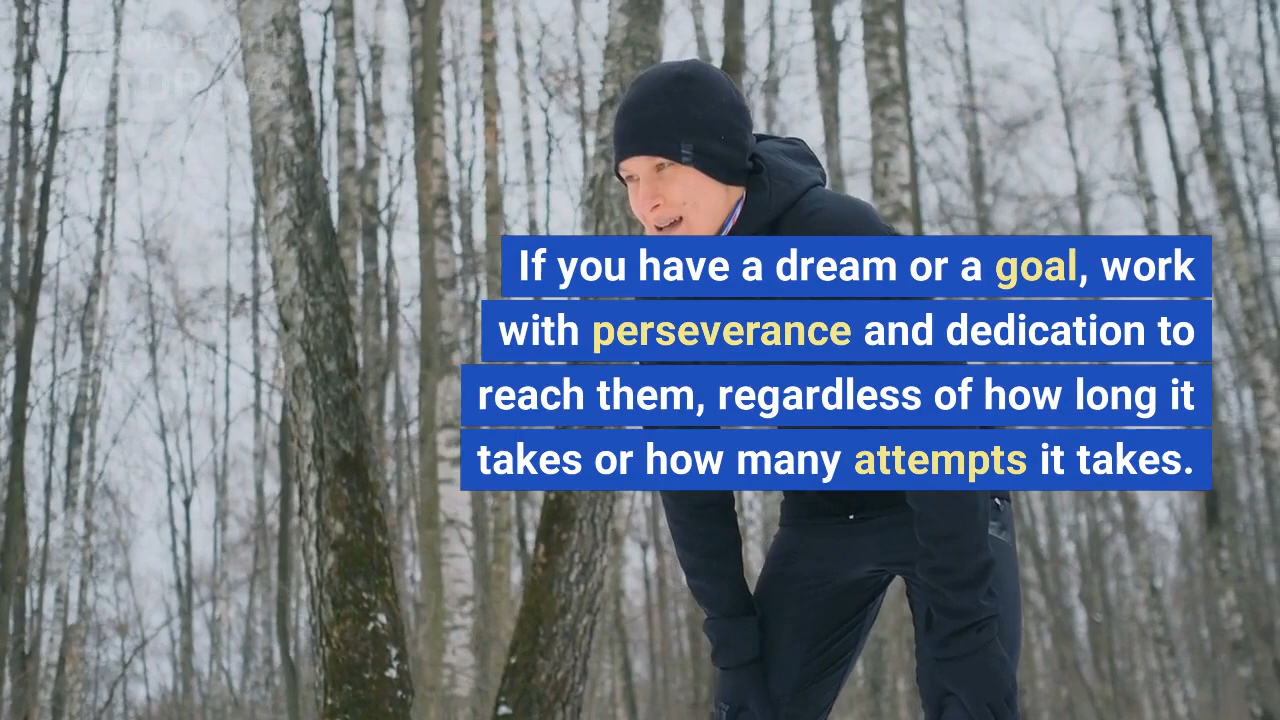 If you have a dream or a goal, work
with perseverance and dedication to
reach them, regardless of how long it
takes or how many attempts it takes.